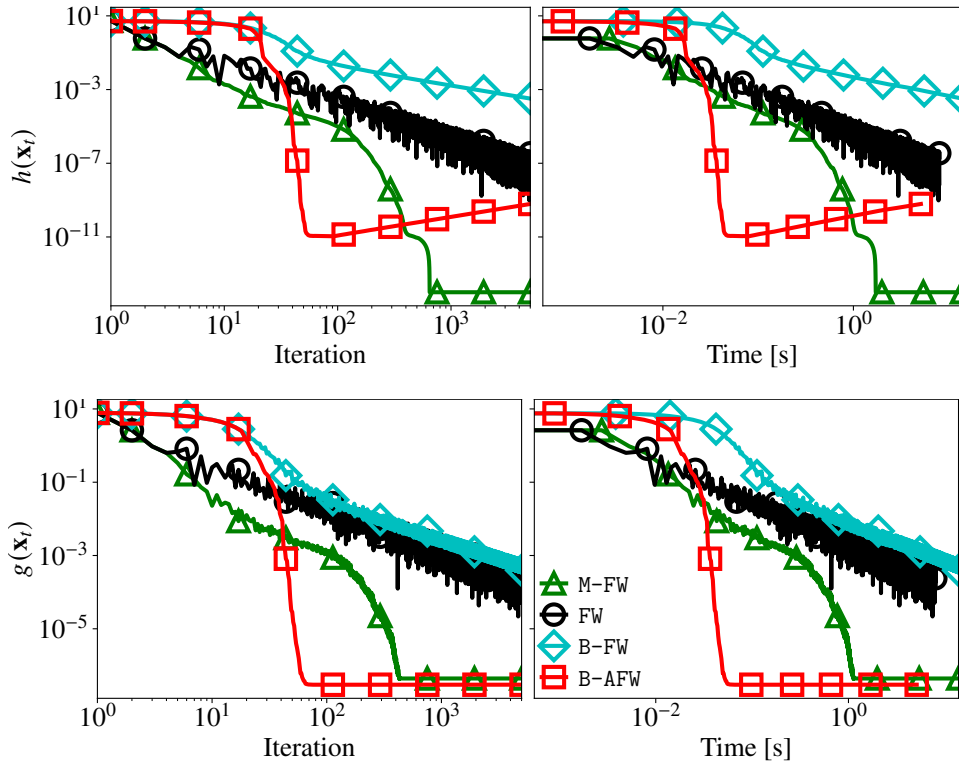 10^1
10^-3
10^-7
10^-11
h(x_t)
10^0 10^1 10^2 10^3
Iteration
10^-2 10^0
Time [s]
10^1
10^-1
10^-3
10^-5
g(x_t)
10^0 10^1 10^2 10^3
Iteration
M-FW
FW
B-FW
B-AFW
10^-2 10^0
Time [s]